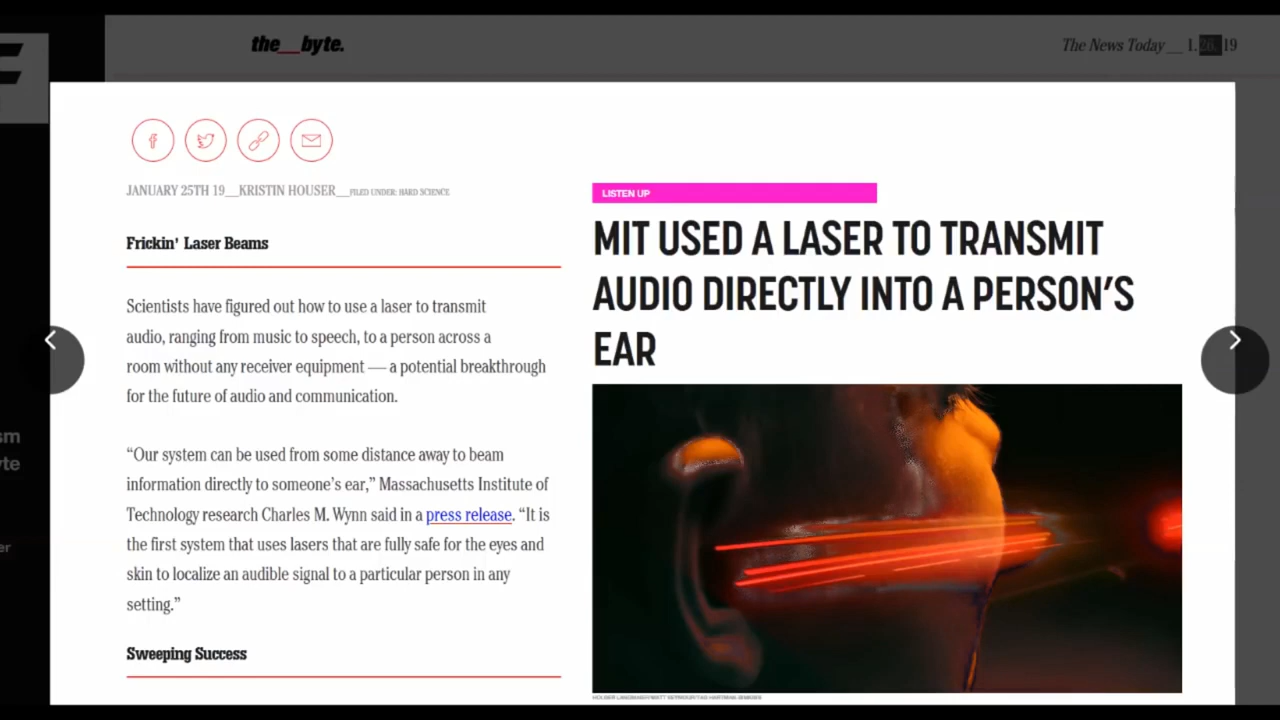 the__byte.
The News Today __ 1.26.19
JANUARY 25TH 19__KRISTIN HOUSER__FILED UNDER: HARD SCIENCE
Frickin' Laser Beams
Scientists have figured out how to use a laser to transmit
audio, ranging from music to speech, to a person across a
room without any receiver equipment — a potential breakthrough
for the future of audio and communication.
“Our system can be used from some distance away to beam
information directly to someone’s ear,” Massachusetts Institute of
Technology research Charles M. Wynn said in a press release. “It is
the first system that uses lasers that are fully safe for the eyes and
skin to localize an audible signal to a particular person in any
setting.”
Sweeping Success
LISTEN UP
MIT USED A LASER TO TRANSMIT
AUDIO DIRECTLY INTO A PERSON’S
EAR
sm
te
er